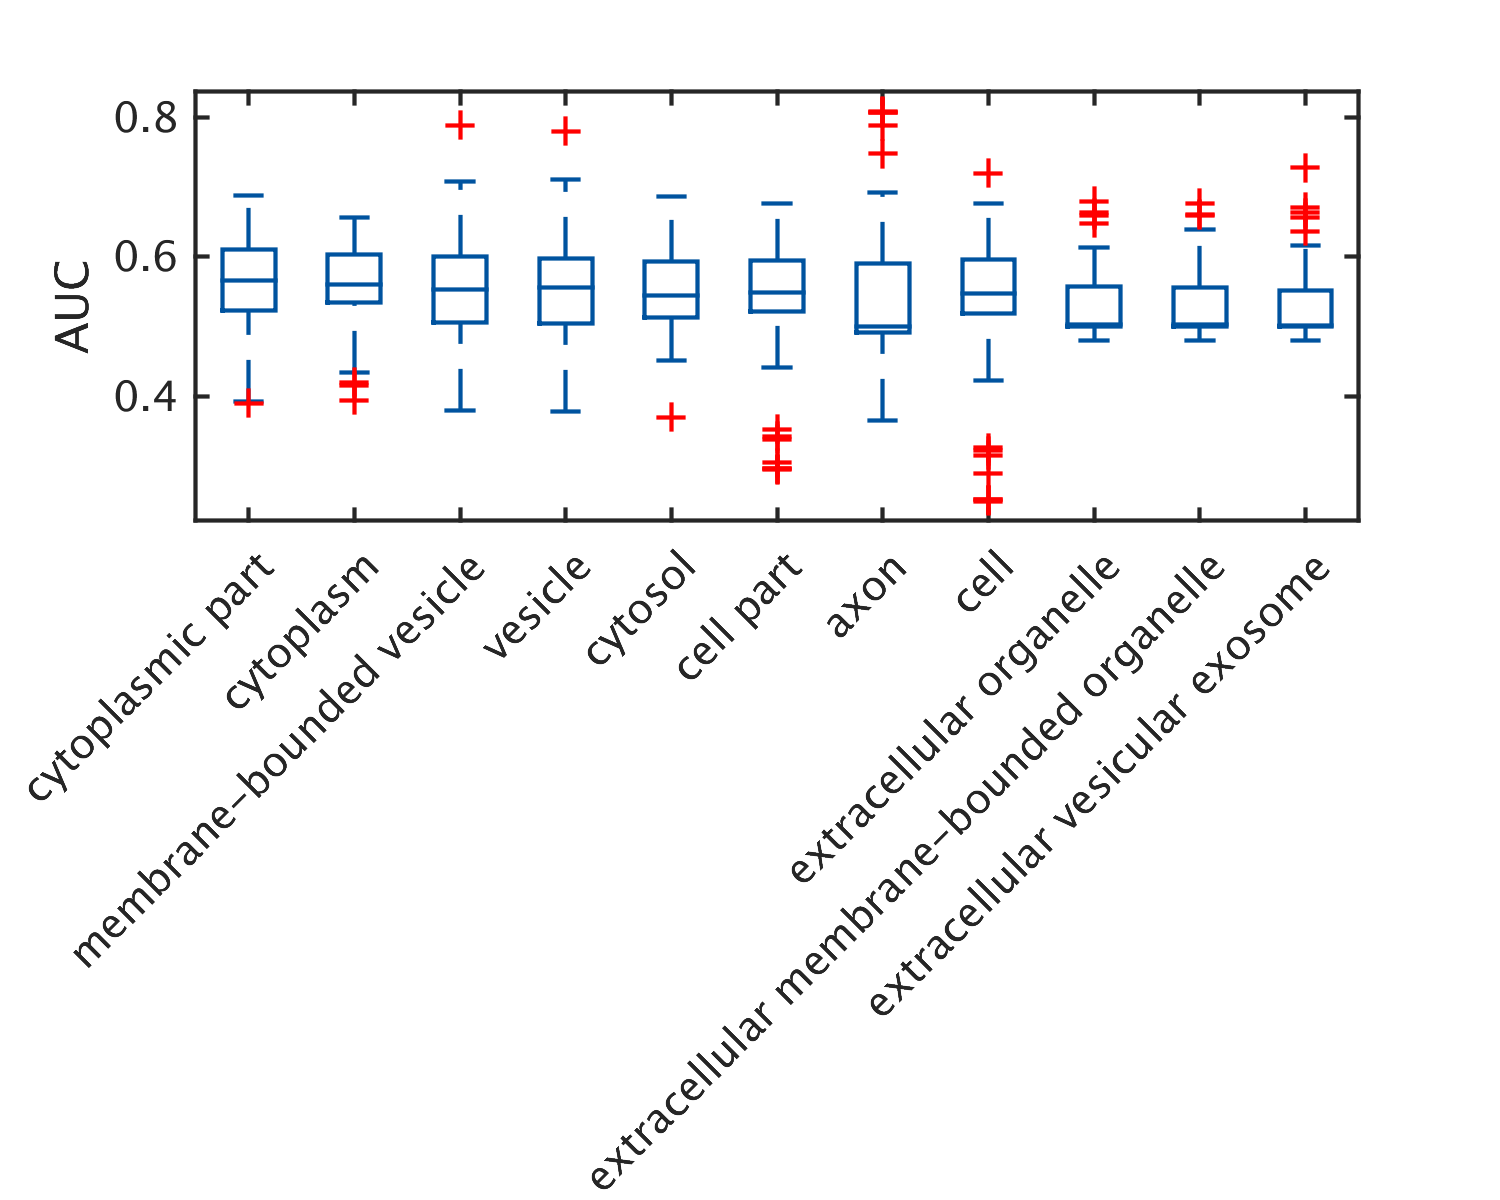 AUC
0.8
0.6
0.4
cytoplasmic part
cytoplasm
membrane-bounded vesicle
vesicle
cytosol
cell part
axon
cell
extracellular organelle
extracellular membrane-bounded organelle
extracellular vesicular exosome